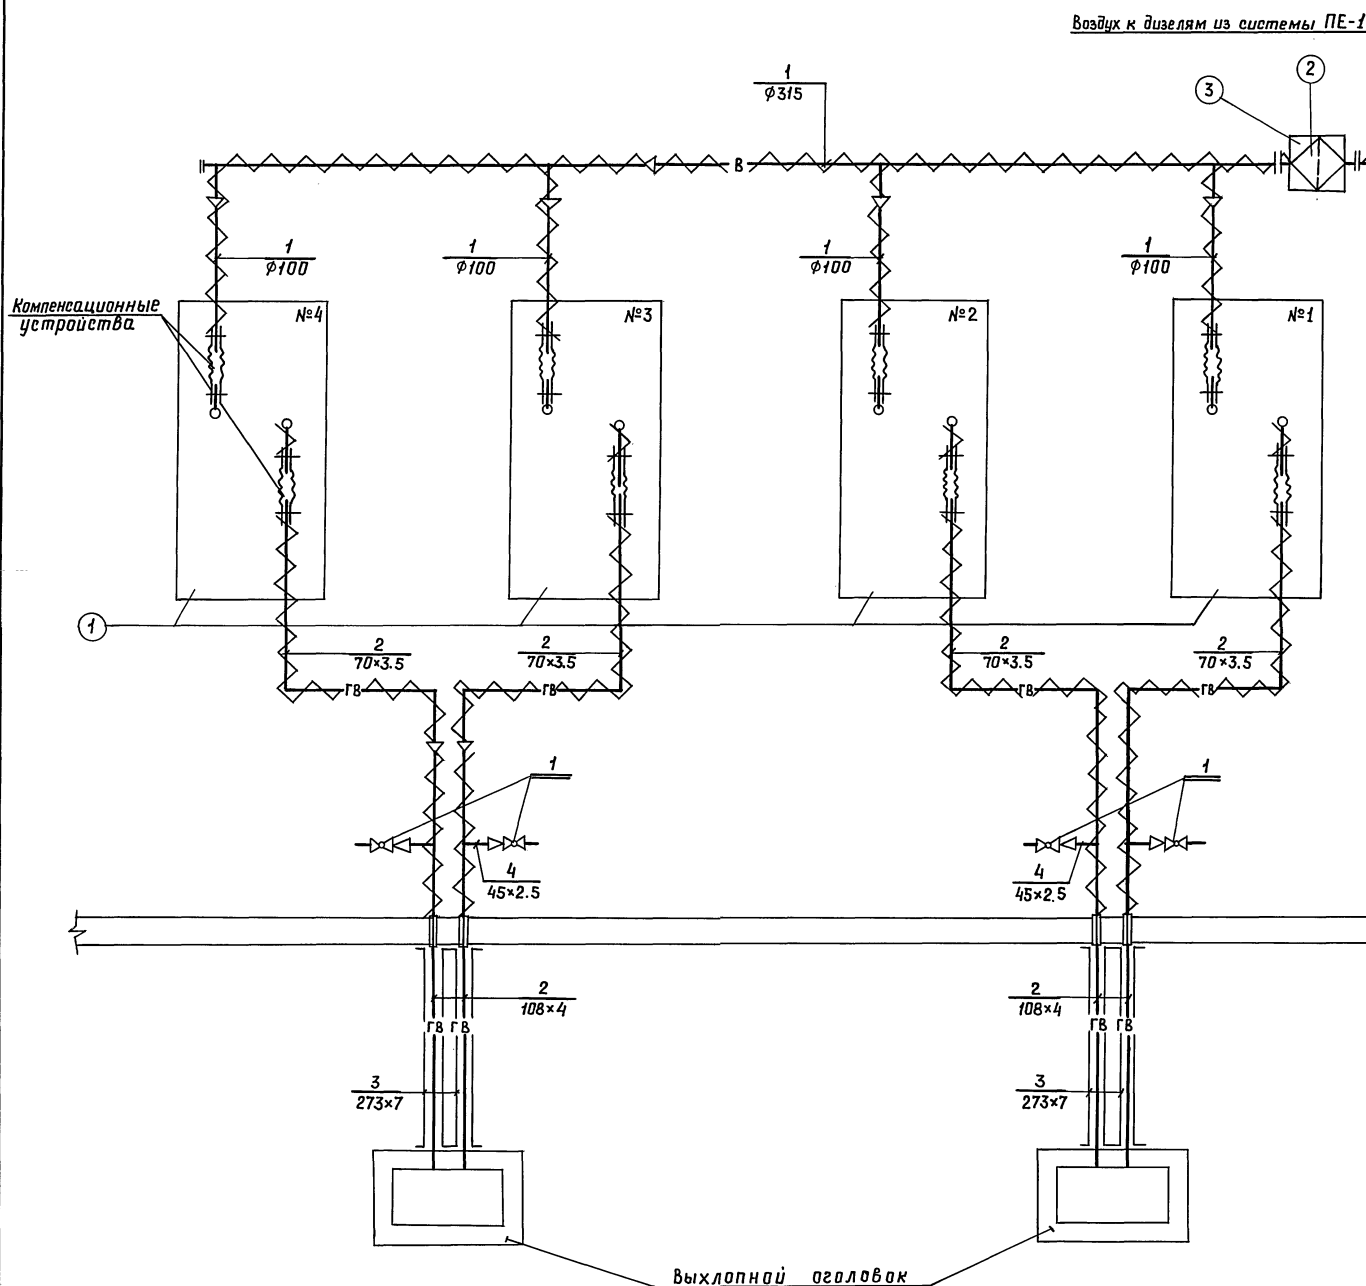 Воздух к дизелям из системы ПЕ-1
1
ф315
3
2
В
1
ф100
1
ф100
1
ф100
1
ф100
Компенсационные
устройства
№4
№3
№2
№1
1
2
70×3.5
2
70×3.5
2
70×3.5
2
70×3.5
ГВ
ГВ
ГВ
ГВ
1
1
4
45×2.5
4
45×2.5
2
108×4
2
108×4
ГВ ГВ
ГВ ГВ
3
273×7
3
273×7
Выхлопной оголовок